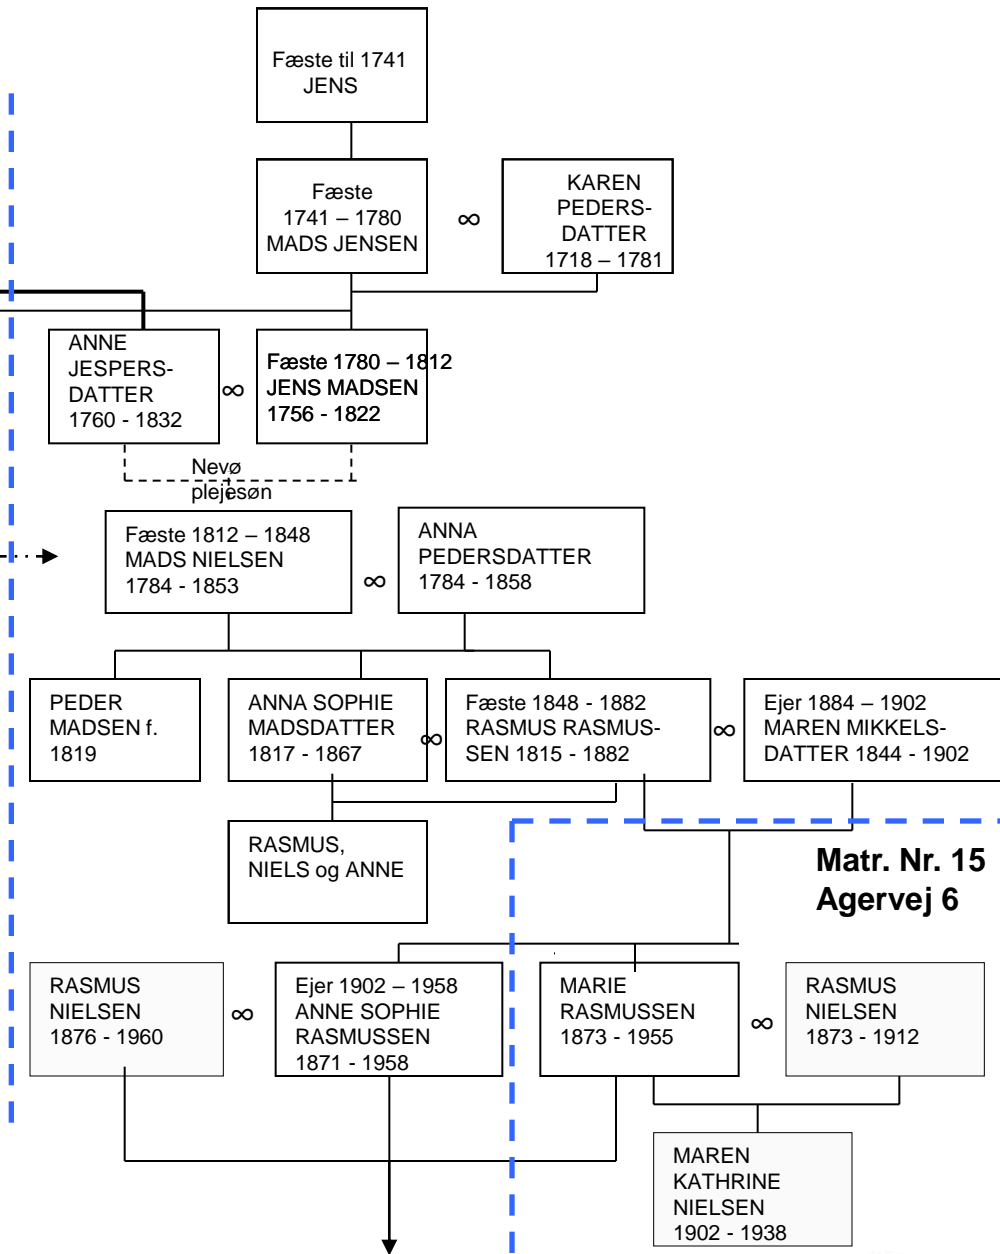 Fæste til 1741
JENS
Fæste
1741 – 1780
MADS JENSEN
∞
KAREN
PEDERS-
DATTER
1718 – 1781
ANNE
JESPERS-
DATTER
1760 - 1832
∞
Fæste 1780 – 1812
JENS MADSEN
1756 - 1822
Nevø
plejesøn
Fæste 1812 – 1848
MADS NIELSEN
1784 - 1853
∞
ANNA
PEDERSDATTER
1784 - 1858
PEDER
MADSEN f.
1819
ANNA SOPHIE
MADSDATTER
1817 - 1867
∞
Fæste 1848 - 1882
RASMUS RASMUS-
SEN 1815 - 1882
∞
Ejer 1884 – 1902
MAREN MIKKELS-
DATTER 1844 - 1902
RASMUS,
NIELS og ANNE
Matr. Nr. 15
Agervej 6
RASMUS
NIELSEN
1876 - 1960
∞
Ejer 1902 – 1958
ANNE SOPHIE
RASMUSSEN
1871 - 1958
MARIE
RASMUSSEN
1873 - 1955
∞
RASMUS
NIELSEN
1873 - 1912
MAREN
KATHRINE
NIELSEN
1902 - 1938